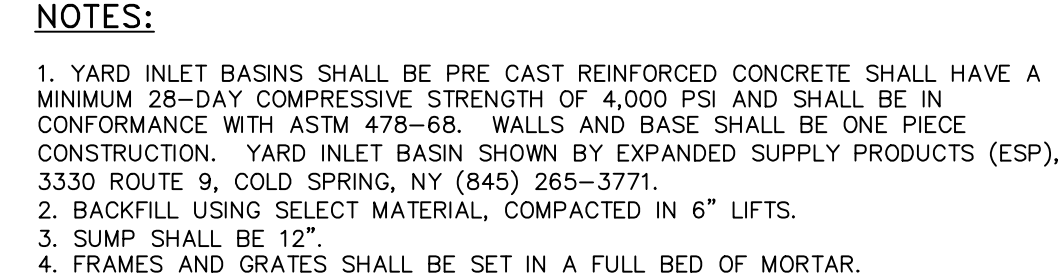 NOTES:
1. YARD INLET BASINS SHALL BE PRE CAST REINFORCED CONCRETE SHALL HAVE A
MINIMUM 28-DAY COMPRESSIVE STRENGTH OF 4,000 PSI AND SHALL BE IN
CONFORMANCE WITH ASTM 478-68. WALLS AND BASE SHALL BE ONE PIECE
CONSTRUCTION. YARD INLET BASIN SHOWN BY EXPANDED SUPPLY PRODUCTS (ESP),
3330 ROUTE 9, COLD SPRING, NY (845) 265-3771.
2. BACKFILL USING SELECT MATERIAL, COMPACTED IN 6" LIFTS.
3. SUMP SHALL BE 12".
4. FRAMES AND GRATES SHALL BE SET IN A FULL BED OF MORTAR.